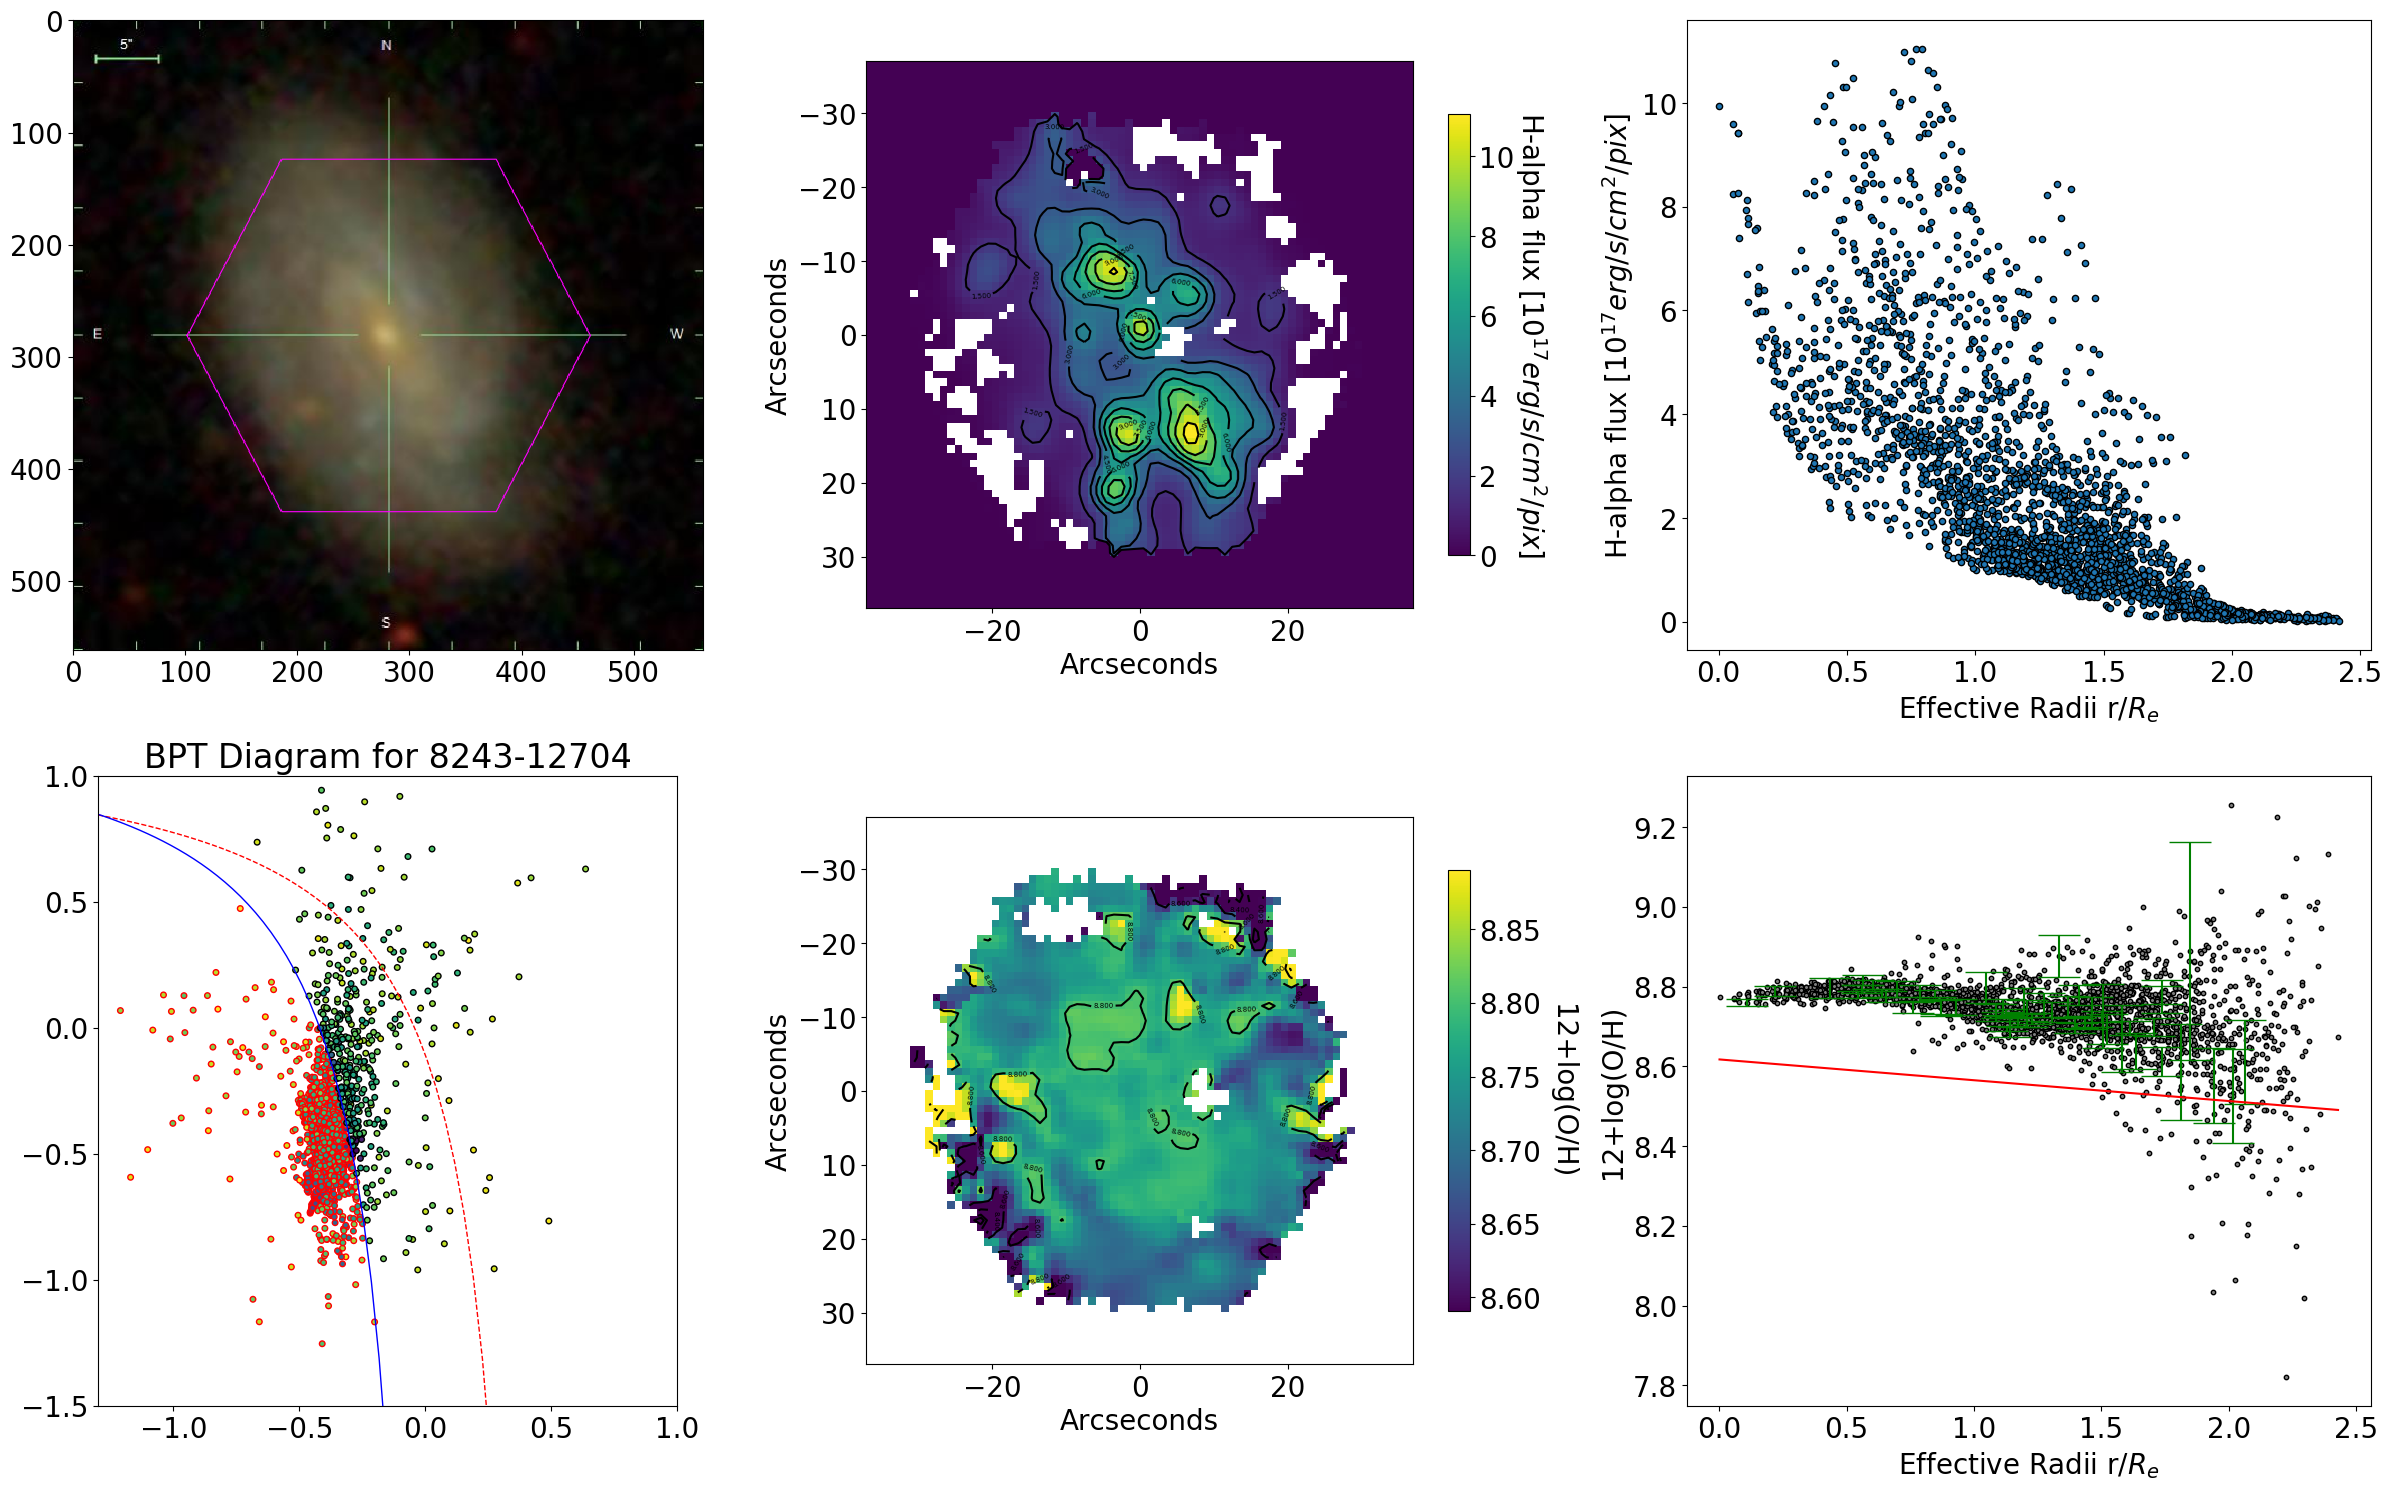 5"
N
E
W
S
0
100
200
300
400
500
0 100 200 300 400 500
−30
−20
−10
0
10
20
30
Arcseconds
−20 0 20
Arcseconds
10
8
6
4
2
0
H-alpha flux [10^17 erg/s/cm^2/pix]
H-alpha flux [10^17 erg/s/cm^2/pix]
10
8
6
4
2
0
0.0 0.5 1.0 1.5 2.0 2.5
Effective Radii r/R_e
BPT Diagram for 8243-12704
1.0
0.5
0.0
−0.5
−1.0
−1.5
−1.0 −0.5 0.0 0.5 1.0
−30
−20
−10
0
10
20
30
Arcseconds
−20 0 20
Arcseconds
8.85
8.80
8.75
8.70
8.65
8.60
12+log(O/H)
12+log(O/H)
9.2
9.0
8.8
8.6
8.4
8.2
8.0
7.8
0.0 0.5 1.0 1.5 2.0 2.5
Effective Radii r/R_e